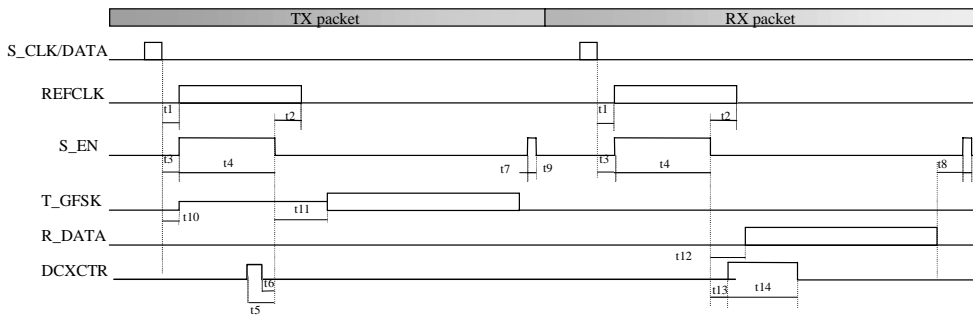 TX packet RX packet
S_CLK/DATA
REFCLK
t1 t2 t1 t2
S_EN
t3 t4 t7 t9 t3 t4 t8
T_GFSK
t10 t11
R_DATA
t12
DCXCTR
t6 t13 t14
t5